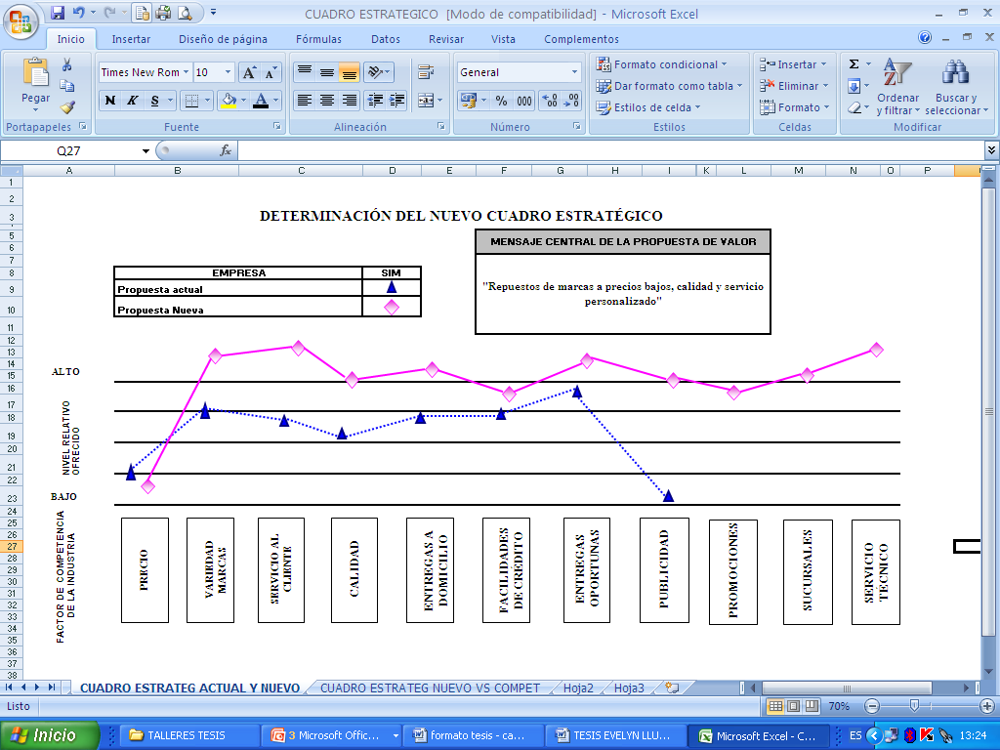 CUADRO ESTRATEGICO [Modo de compatibilidad] - Microsoft Excel
Inicio Insertar Diseño de página Fórmulas Datos Revisar Vista Complementos
Pegar
Times New Rom 10
N K S
General
% 000
Formato condicional
Dar formato como tabla
Estilos de celda
Insertar
Eliminar
Formato
Σ
Ordenar y filtrar
Buscar y seleccionar
Portapapeles Fuente Alineación Número Estilos Celdas Modificar
Q27 fx
A B C D E F G H I K L M N O P
1
2
3
5
6
7
8
9
10
11
12
13
14
15
16
17
18
19
20
21
22
23
24
25
26
27
28
29
30
31
32
33
34
35
36
37
38
DETERMINACIÓN DEL NUEVO CUADRO ESTRATÉGICO
MENSAJE CENTRAL DE LA PROPUESTA DE VALOR
"Repuestos de marcas a precios bajos, calidad y servicio
personalizado"
EMPRESA SIM
Propuesta actual
Propuesta Nueva
ALTO
NIVEL RELATIVO
OFRECIDO
BAJO
FACTOR DE COMPETENCIA
DE LA INDUSTRIA
PRECIO
VARIEDAD
MARCAS
SERVICIO AL
CLIENTE
CALIDAD
ENTREGAS A
DOMICILIO
FACILIDADES
DE CRÉDITO
ENTREGAS
OPORTUNAS
PUBLICIDAD
PROMOCIONES
SUCURSALES
SERVICIO
TECNICO
CUADRO ESTRATEG ACTUAL Y NUEVO CUADRO ESTRATEG NUEVO VS COMPET Hoja2 Hoja3
Listo 70%
Inicio TALLERES TESIS 3 Microsoft Offic... formato tesis - ca... TESIS EVELYN LLU... Microsoft Excel - C... ES 13:24